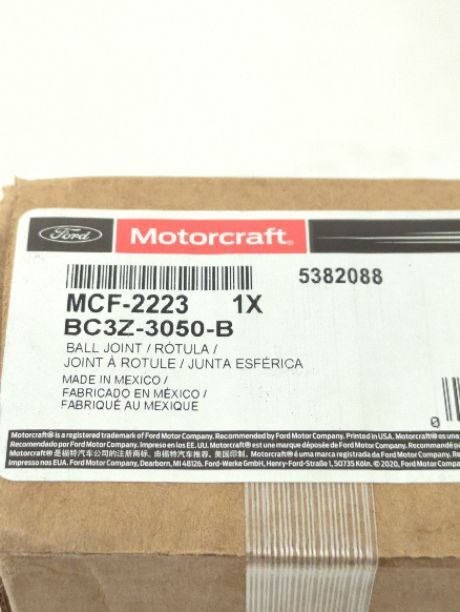 Ford Motorcraft®
5382088
MCF-2223 1X
BC3Z-3050-B
BALL JOINT / RÓTULA /
JOINT À ROTULE / JUNTA ESFÉRICA
MADE IN MEXICO /
FABRICADO EN MÉXICO /
FABRIQUÉ AU MEXIQUE
0
Motorcraft® is a registered trademark of Ford Motor Company. Recommended by Ford Motor Company. Printed in USA. Motorcraft® es una
Recomendado por Ford Motor Company. Impreso en los EE. UU. Motorcraft® est une marque déposée de Ford Motor Company. Recommandé
Motorcraft® 是福特汽车公司的注册商标。由福特汽车推荐。美国印制。Motorcraft® é uma marca registrada da Ford Motor Company.
Impresso nos EUA. Ford Motor Company, Dearborn, MI 48126. Ford-Werke GmbH, Henry-Ford-Straße 1, 50735 Köln. © 2020, Ford Motor Company.